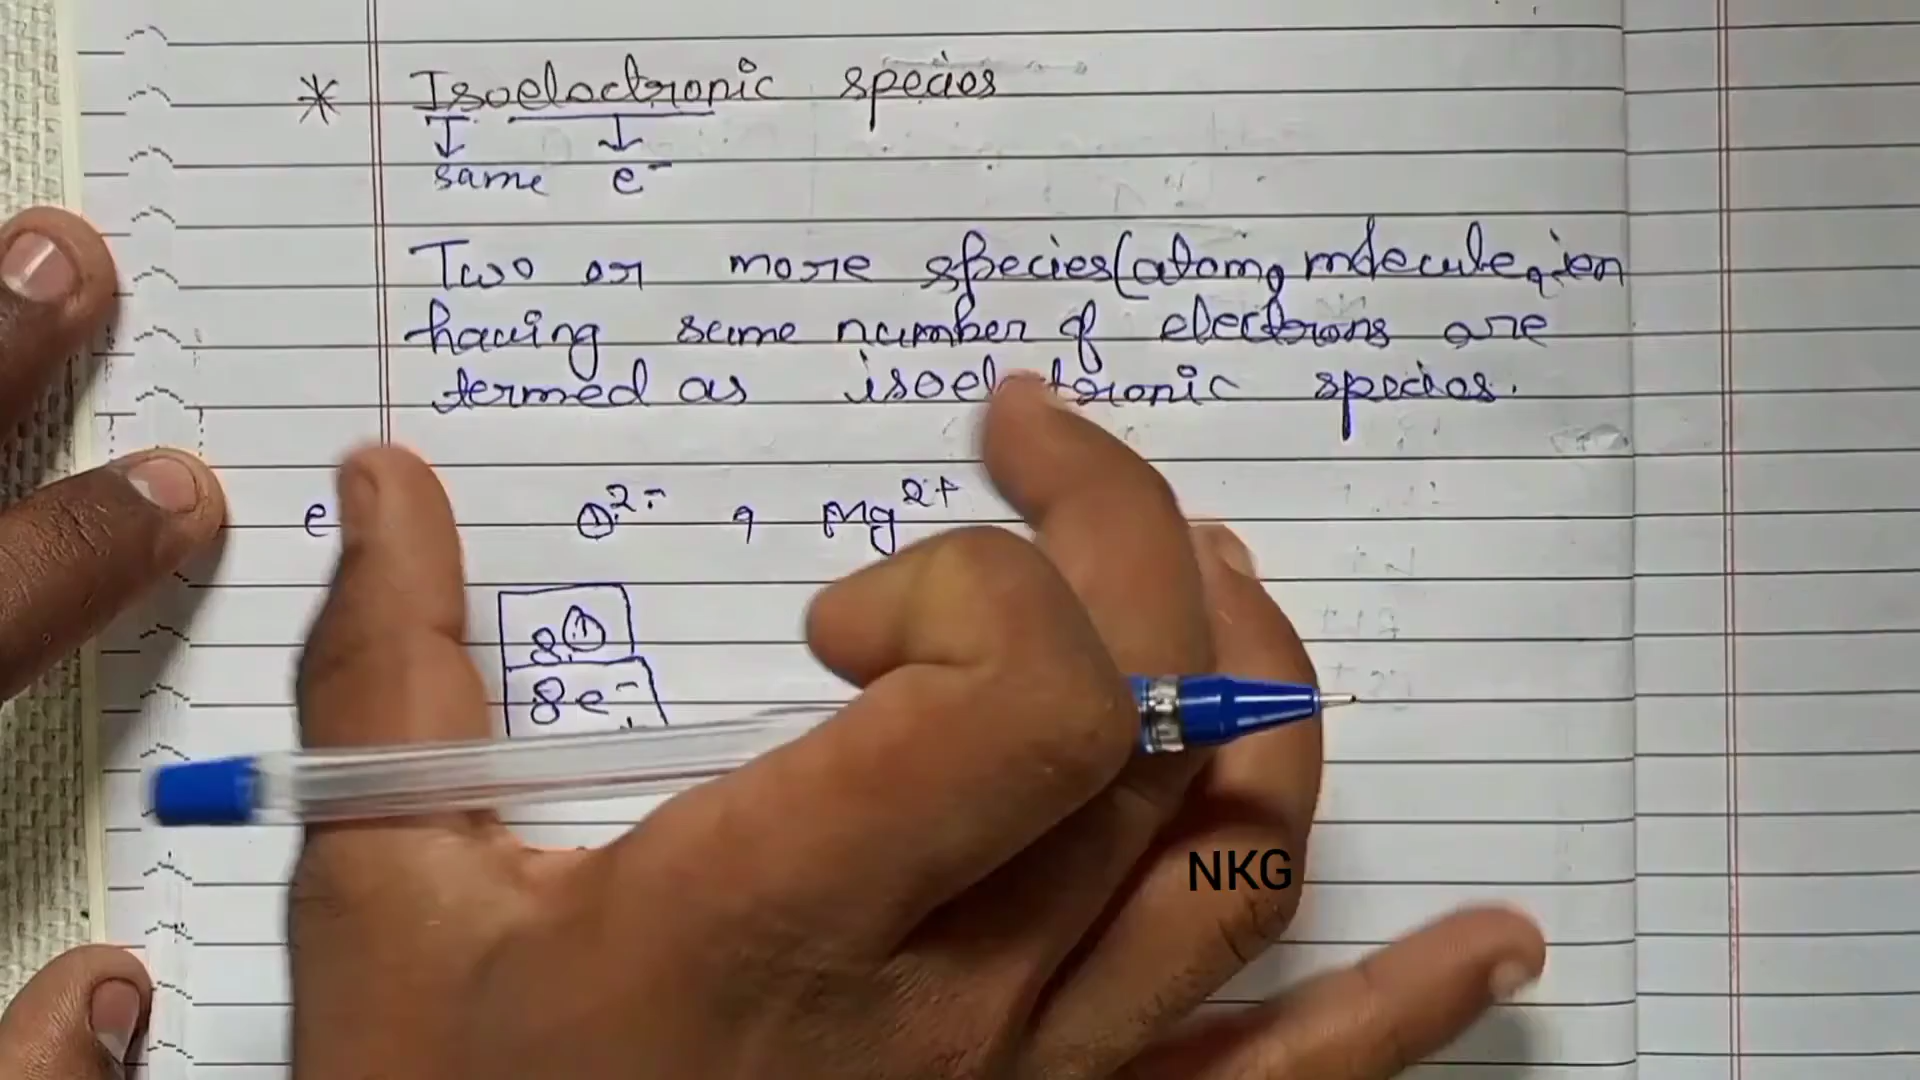 * Isoelectronic species
same e⁻
Two or more species (atom, molecule, ion
having same number of electrons are
termed as isoelectronic species.
e O²⁻ , Mg²⁺
8O
8e⁻
NKG